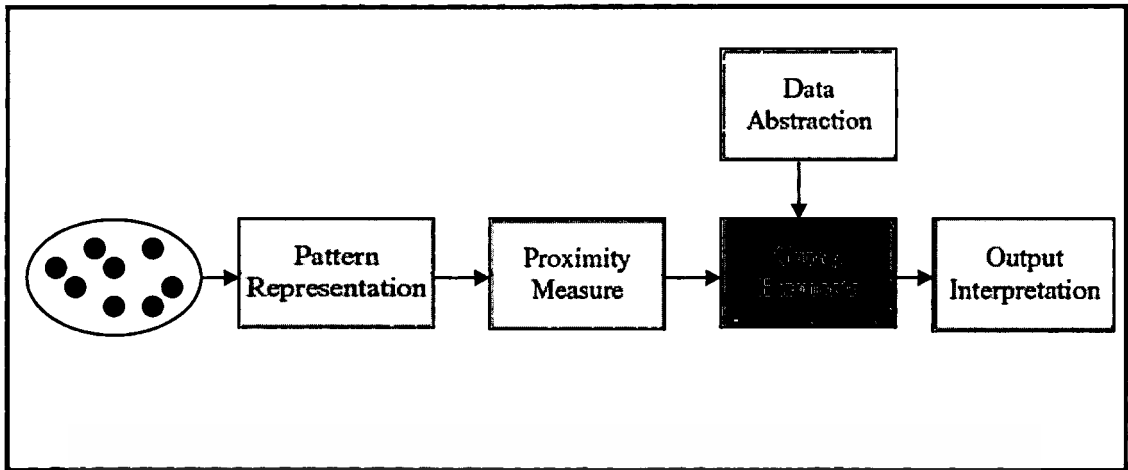 Data
Abstraction
Pattern
Representation
Proximity
Measure
Output
Interpretation